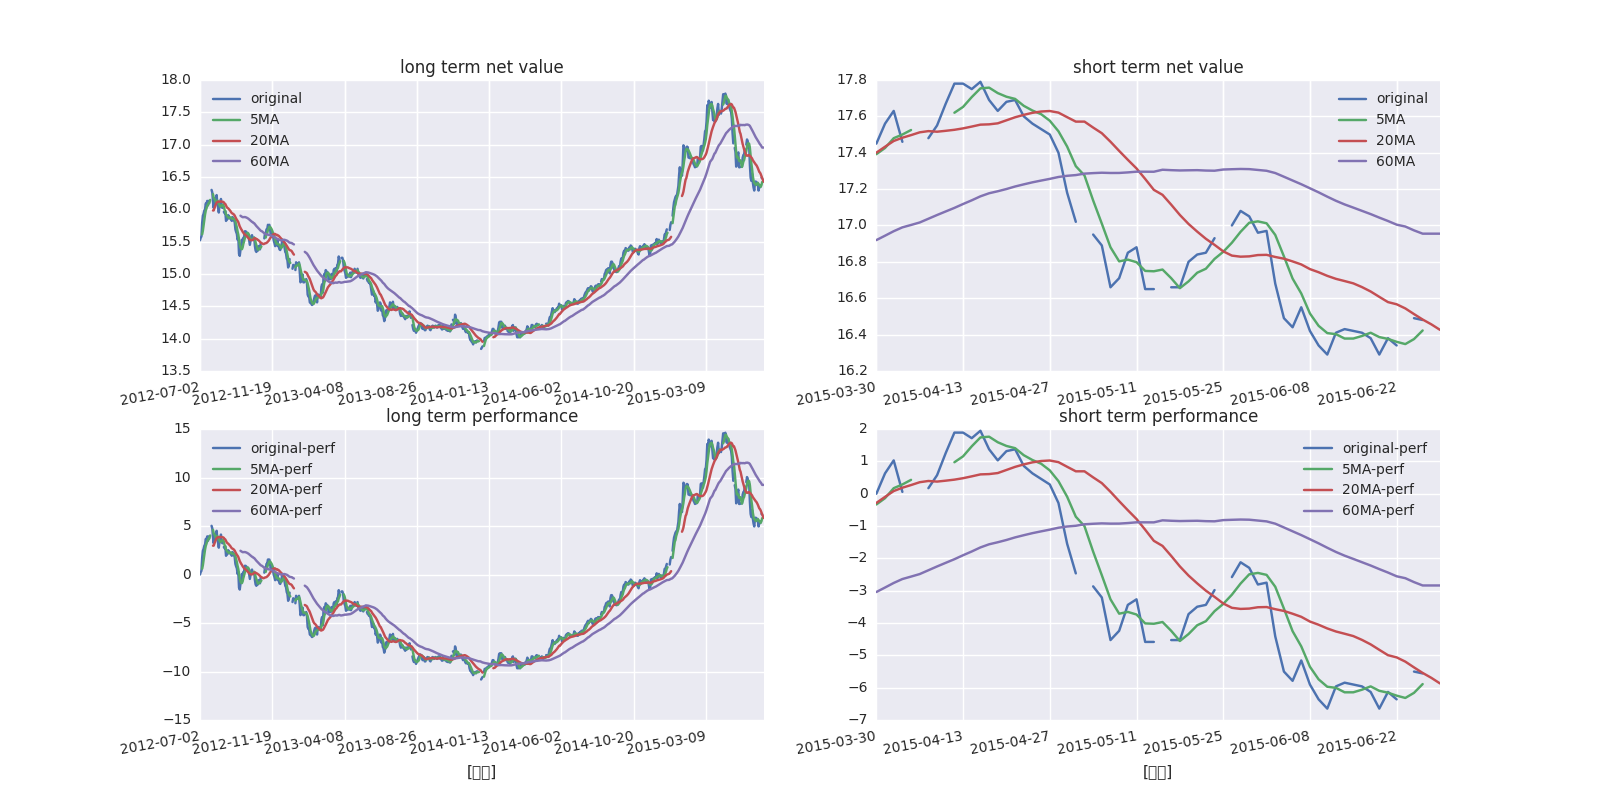 long term net value
18.0
17.5
17.0
16.5
16.0
15.5
15.0
14.5
14.0
13.5
original
5MA
20MA
60MA
2012-07-02 2012-11-19 2013-04-08 2013-08-26 2014-01-13 2014-06-02 2014-10-20 2015-03-09
short term net value
17.8
17.6
17.4
17.2
17.0
16.8
16.6
16.4
16.2
original
5MA
20MA
60MA
2015-03-30 2015-04-13 2015-04-27 2015-05-11 2015-05-25 2015-06-08 2015-06-22
long term performance
15
10
5
0
−5
−10
−15
original-perf
5MA-perf
20MA-perf
60MA-perf
2012-07-02 2012-11-19 2013-04-08 2013-08-26 2014-01-13 2014-06-02 2014-10-20 2015-03-09
short term performance
2
1
0
−1
−2
−3
−4
−5
−6
−7
original-perf
5MA-perf
20MA-perf
60MA-perf
2015-03-30 2015-04-13 2015-04-27 2015-05-11 2015-05-25 2015-06-08 2015-06-22